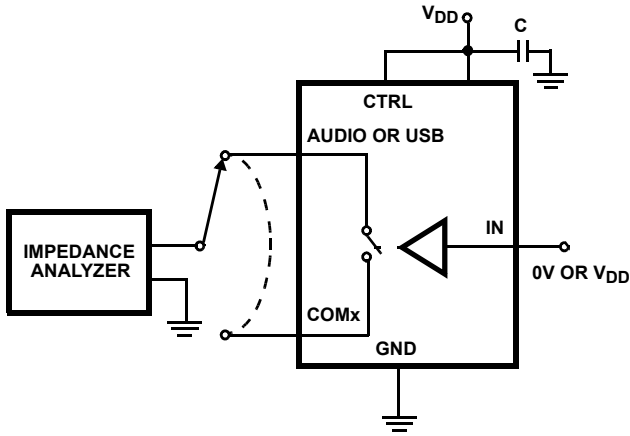 VDD
C
CTRL
AUDIO OR USB
IMPEDANCE
ANALYZER
IN
0V OR VDD
COMx
GND